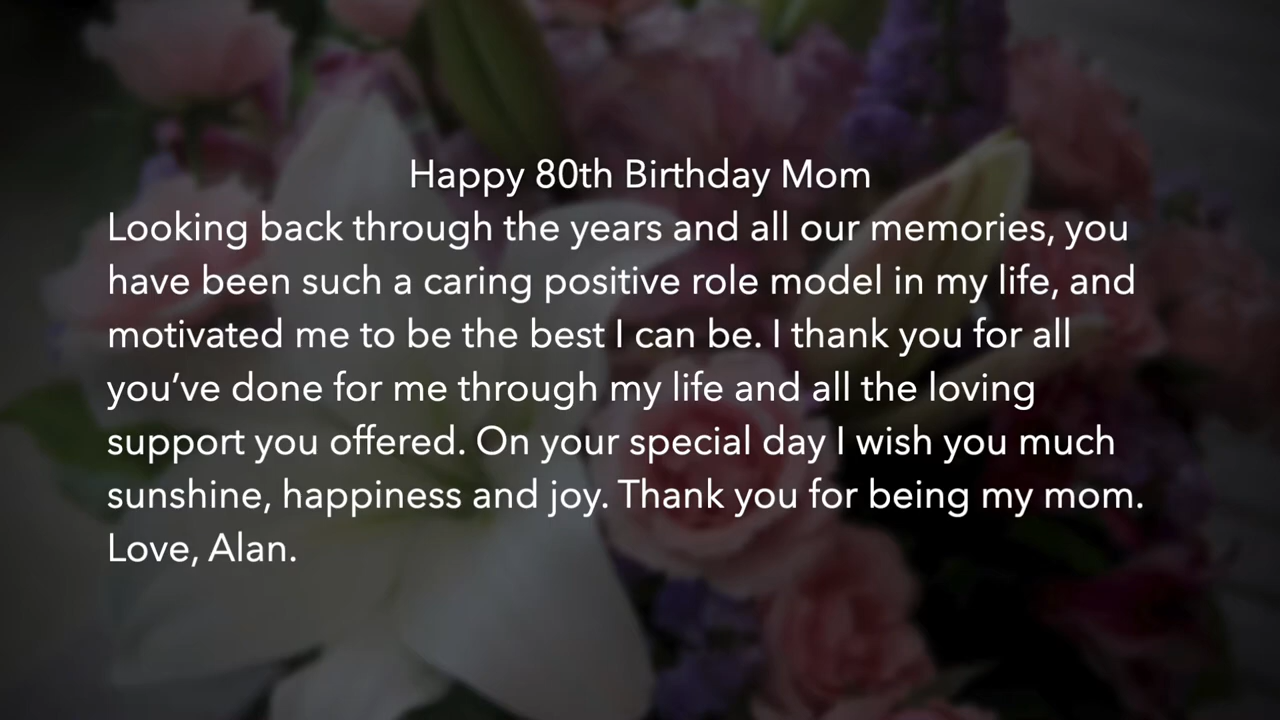 Happy 80th Birthday Mom
Looking back through the years and all our memories, you
have been such a caring positive role model in my life, and
motivated me to be the best I can be. I thank you for all
you’ve done for me through my life and all the loving
support you offered. On your special day I wish you much
sunshine, happiness and joy. Thank you for being my mom.
Love, Alan.